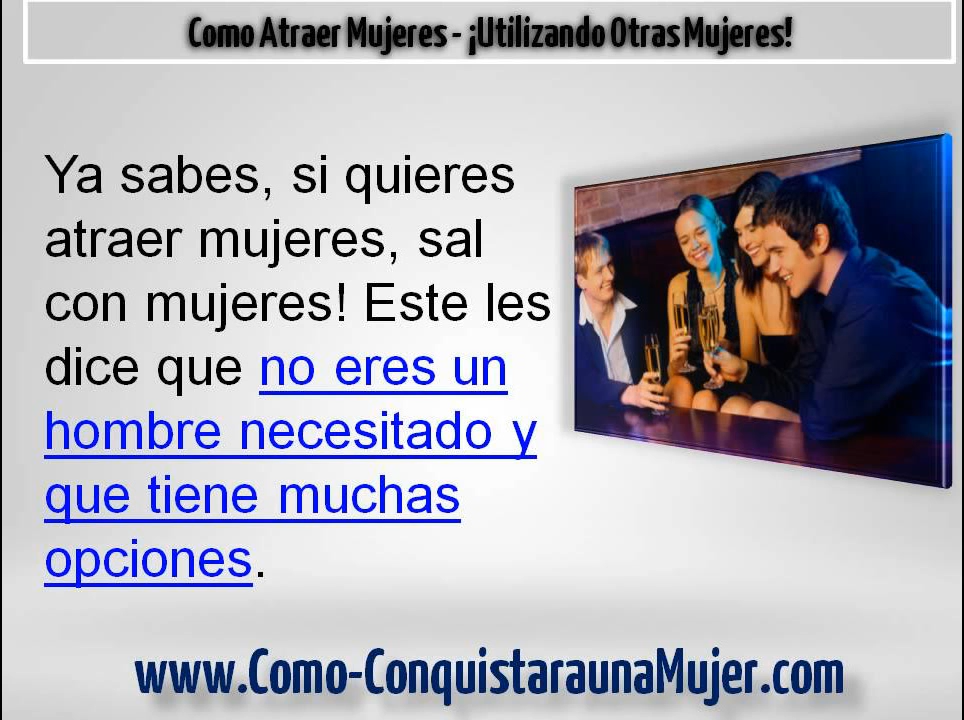 Como Atraer Mujeres - ¡Utilizando Otras Mujeres!
Ya sabes, si quieres
atraer mujeres, sal
con mujeres! Este les
dice que no eres un
hombre necesitado y
que tiene muchas
opciones.
www.Como-ConquistaraunaMujer.com